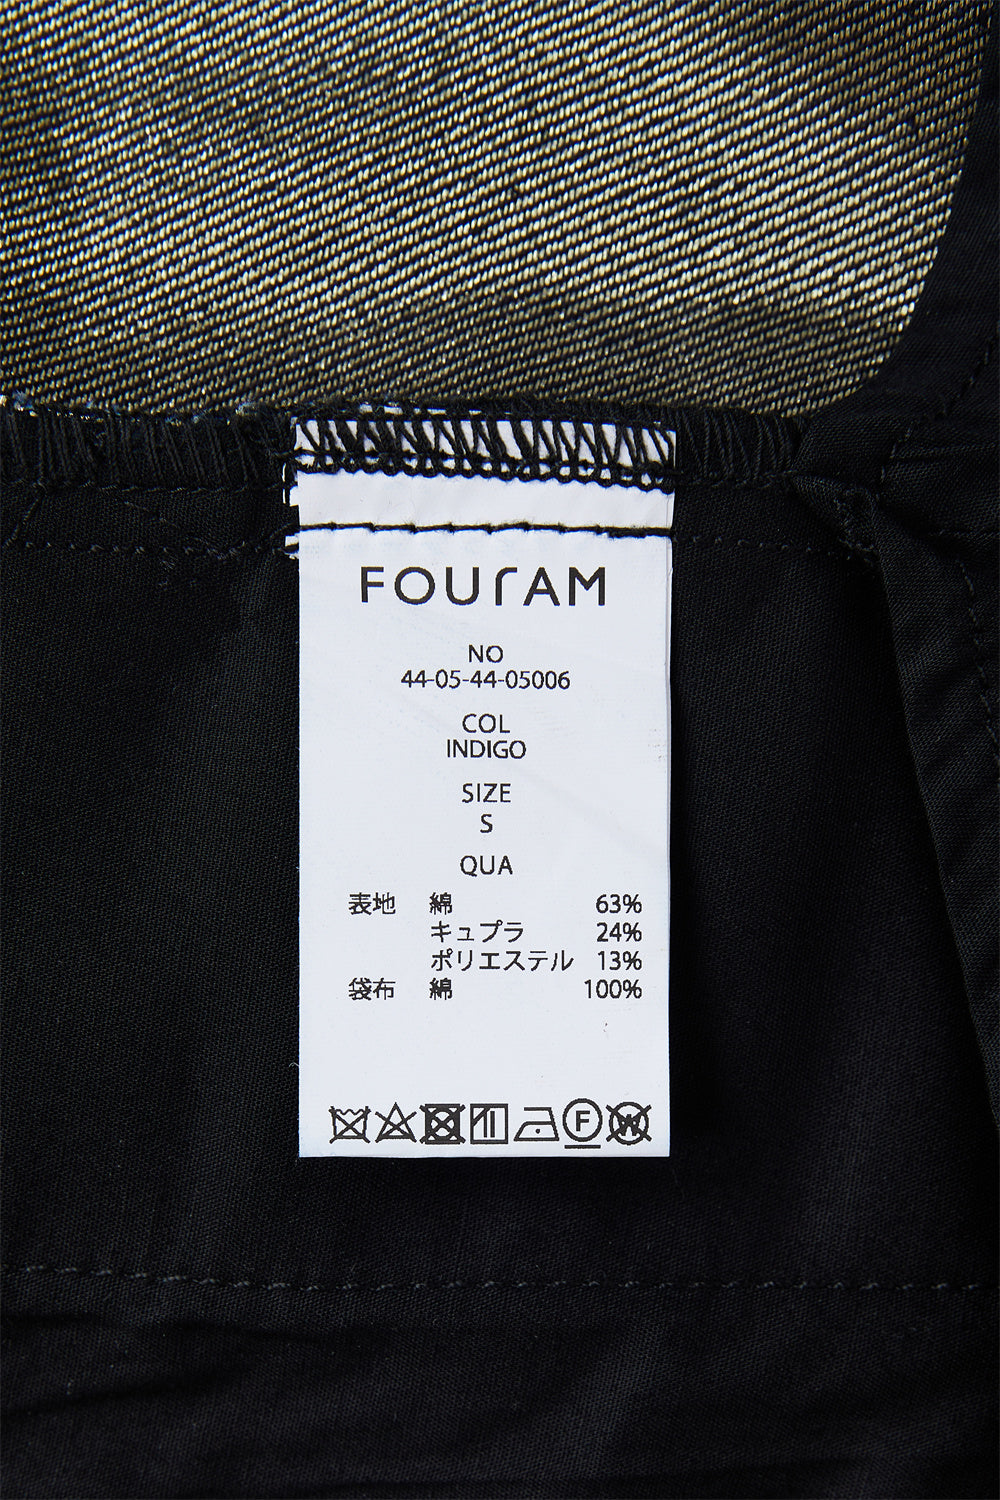 FOURAM
NO
44-05-44-05006
COL
INDIGO
SIZE
S
QUA
表地 綿 63%
キュプラ 24%
ポリエステル 13%
袋布 綿 100%
F W